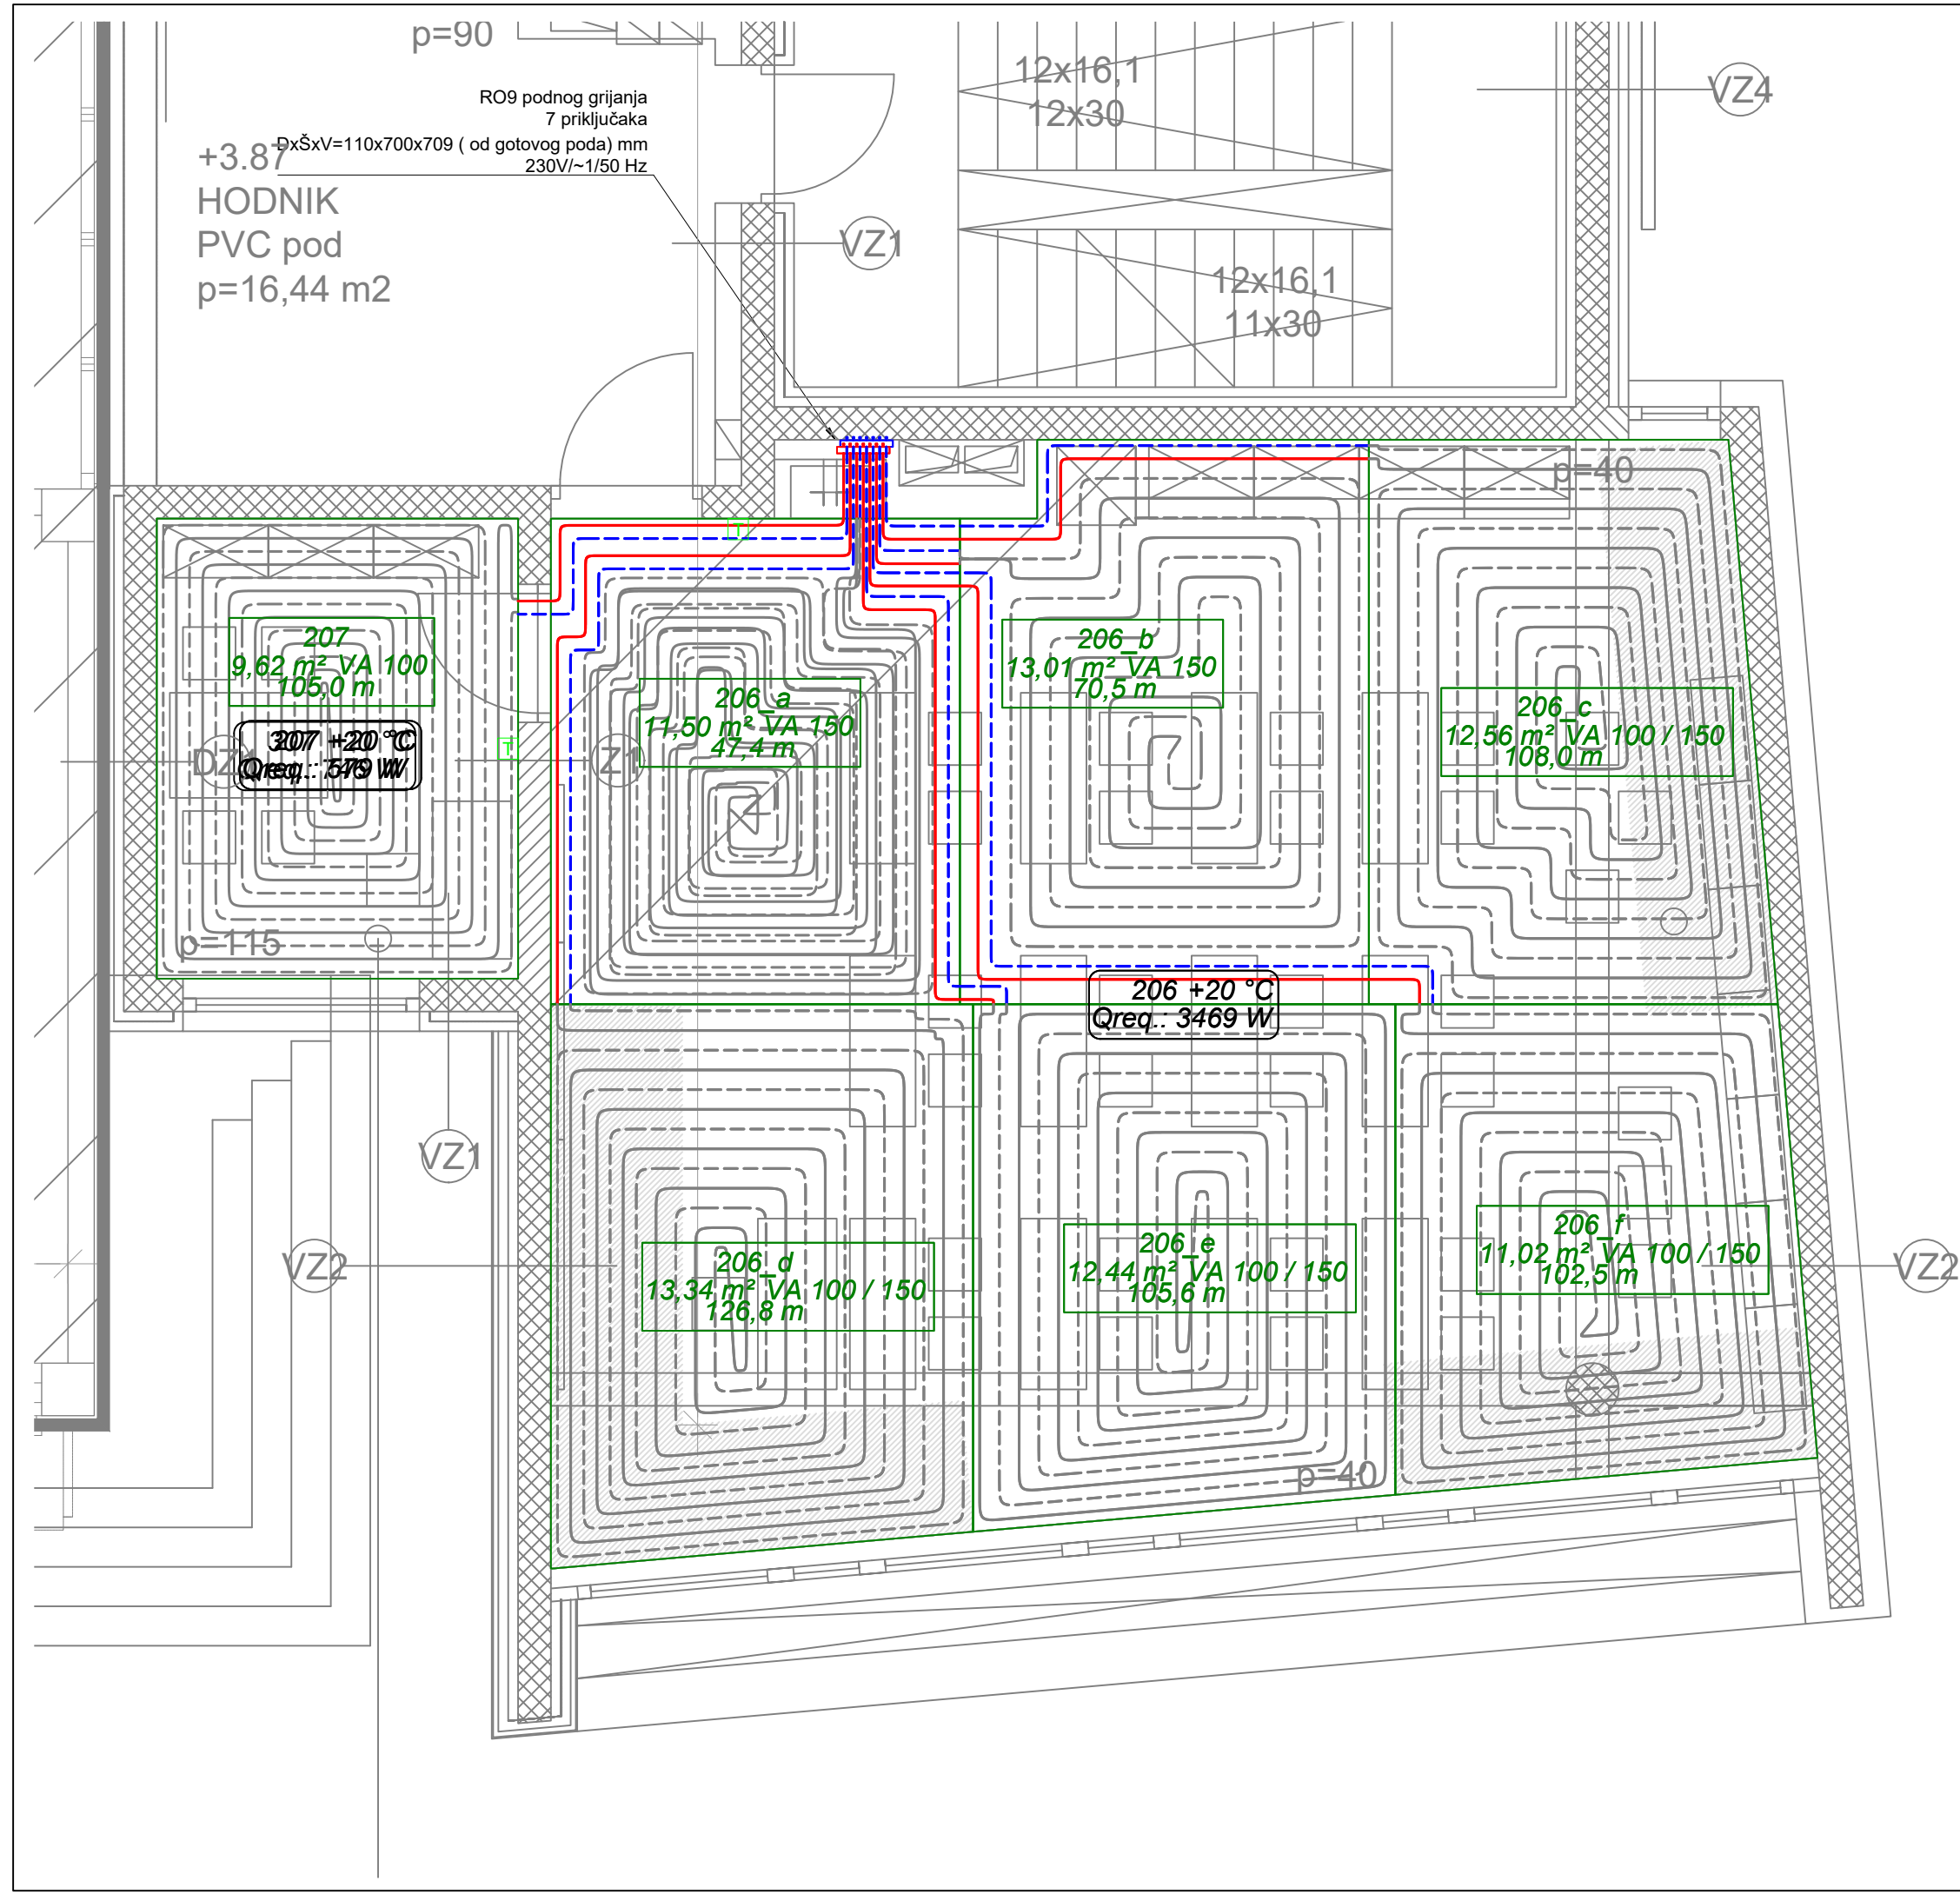 p=90
RO9 podnog grijanja
7 priključaka
DxŠxV=110x700x709 ( od gotovog poda) mm
230V/~1/50 Hz
+3.87
HODNIK
PVC pod
p=16,44 m2
12x16,1
12x30
VZ4
VZ1
12x16,1
11x30
p=40
T
207
9,62 m² VA 100
105,0 m
206_a
11,50 m² VA 150
47,4 m
206_b
13,01 m² VA 150
70,5 m
206_c
12,56 m² VA 100 / 150
108,0 m
+20 °C
Qreq.:
T
Z1
p=115
206 +20 °C
Qreq.: 3469 W
VZ1
VZ2
206_d
13,34 m² VA 100 / 150
126,8 m
206_e
12,44 m² VA 100 / 150
105,6 m
206_f
11,02 m² VA 100 / 150
102,5 m
VZ2
p=40